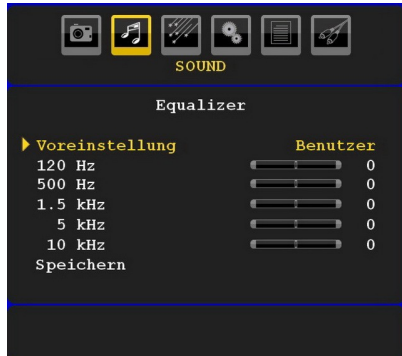 SOUND
Equalizer
Voreinstellung Benutzer
120 Hz 0
500 Hz 0
1.5 kHz 0
5 kHz 0
10 kHz 0
Speichern